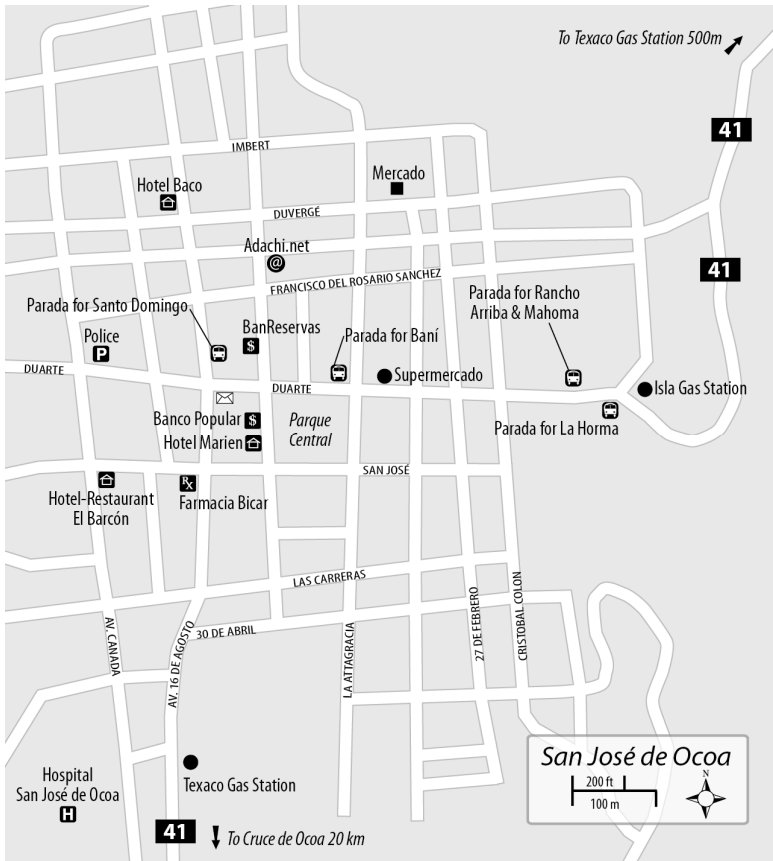 To Texaco Gas Station 500m
41
IMBERT
Hotel Baco
Mercado
DUVERGÉ
Adachi.net
@
41
FRANCISCO DEL ROSARIO SANCHEZ
Parada for Rancho
Arriba & Mahoma
Parada for Santo Domingo
BanReservas
$
Parada for Baní
Police
P
DUARTE
DUARTE
Supermercado
Isla Gas Station
Banco Popular
$
Parque
Central
Parada for La Horma
Hotel Marien
SAN JOSÉ
Hotel-Restaurant
El Barcón
Rx
Farmacia Bicar
LAS CARRERAS
30 DE ABRIL
AV. CANADA
AV. 16 DE AGOSTO
LA ATTAGRACIA
27 DE FEBRERO
CRISTOBAL COLON
Texaco Gas Station
Hospital
San José de Ocoa
H
41
To Cruce de Ocoa 20 km
San José de Ocoa
200 ft
100 m
N